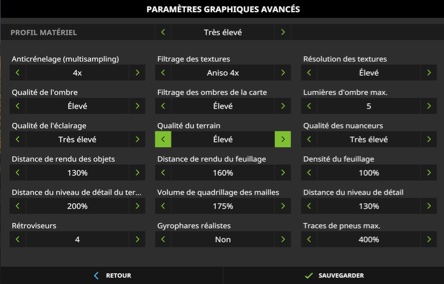 PARAMÈTRES GRAPHIQUES AVANCÉS
PROFIL MATÉRIEL Très élevé
Anticrénelage (multisampling) Filtrage des textures Résolution des textures
4x Aniso 4x Élevé
Qualité de l'ombre Filtrage des ombres de la carte Lumières d'ombre max.
Élevé Élevé 5
Qualité de l'éclairage Qualité du terrain Qualité des nuanceurs
Très élevé Élevé Très élevé
Distance de rendu des objets Distance de rendu du feuillage Densité du feuillage
130% 160% 100%
Distance du niveau de détail du ter... Volume de quadrillage des mailles Distance du niveau de détail
200% 175% 130%
Rétroviseurs Gyrophares réalistes Traces de pneus max.
4 Non 400%
RETOUR SAUVEGARDER